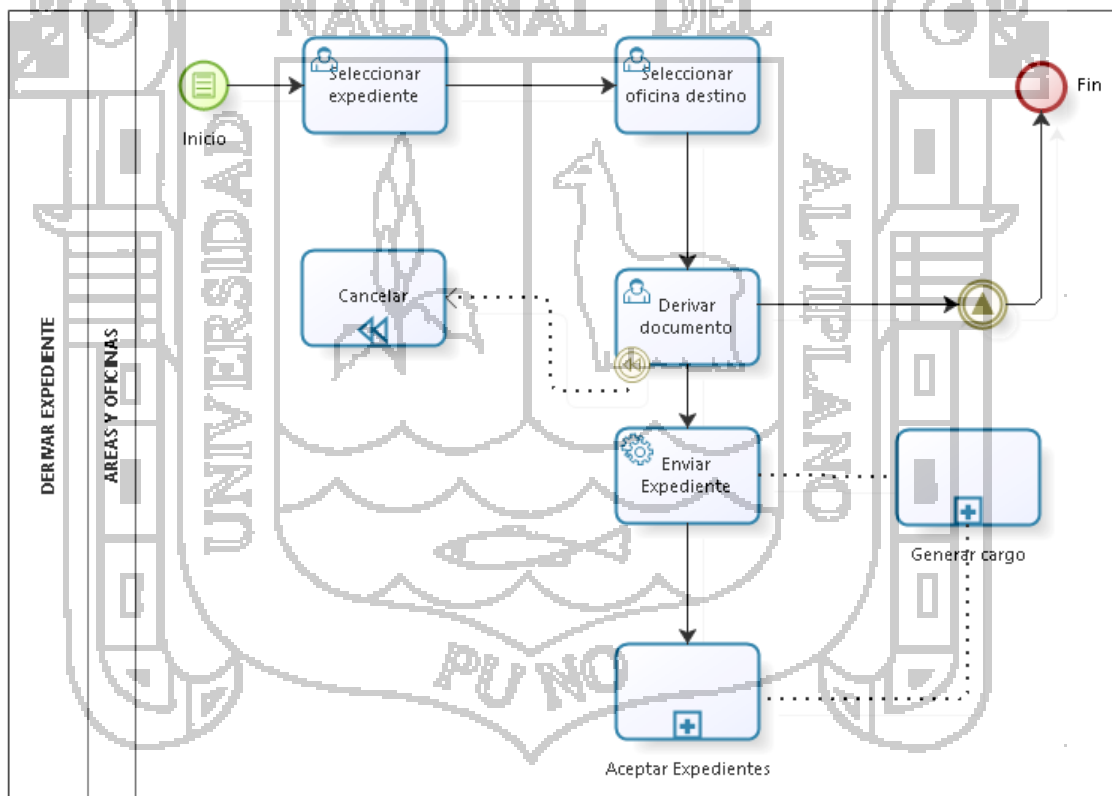 NACIONAL DEL
UNIVERSIDAD
ALTIPLANO
PUNO
DERIVAR EXPEDIENTE
AREAS Y OFICINAS
Inicio
Seleccionar
expediente
Seleccionar
oficina destino
Fin
Cancelar
Derivar
documento
Enviar
Expediente
Generar cargo
Aceptar Expedientes